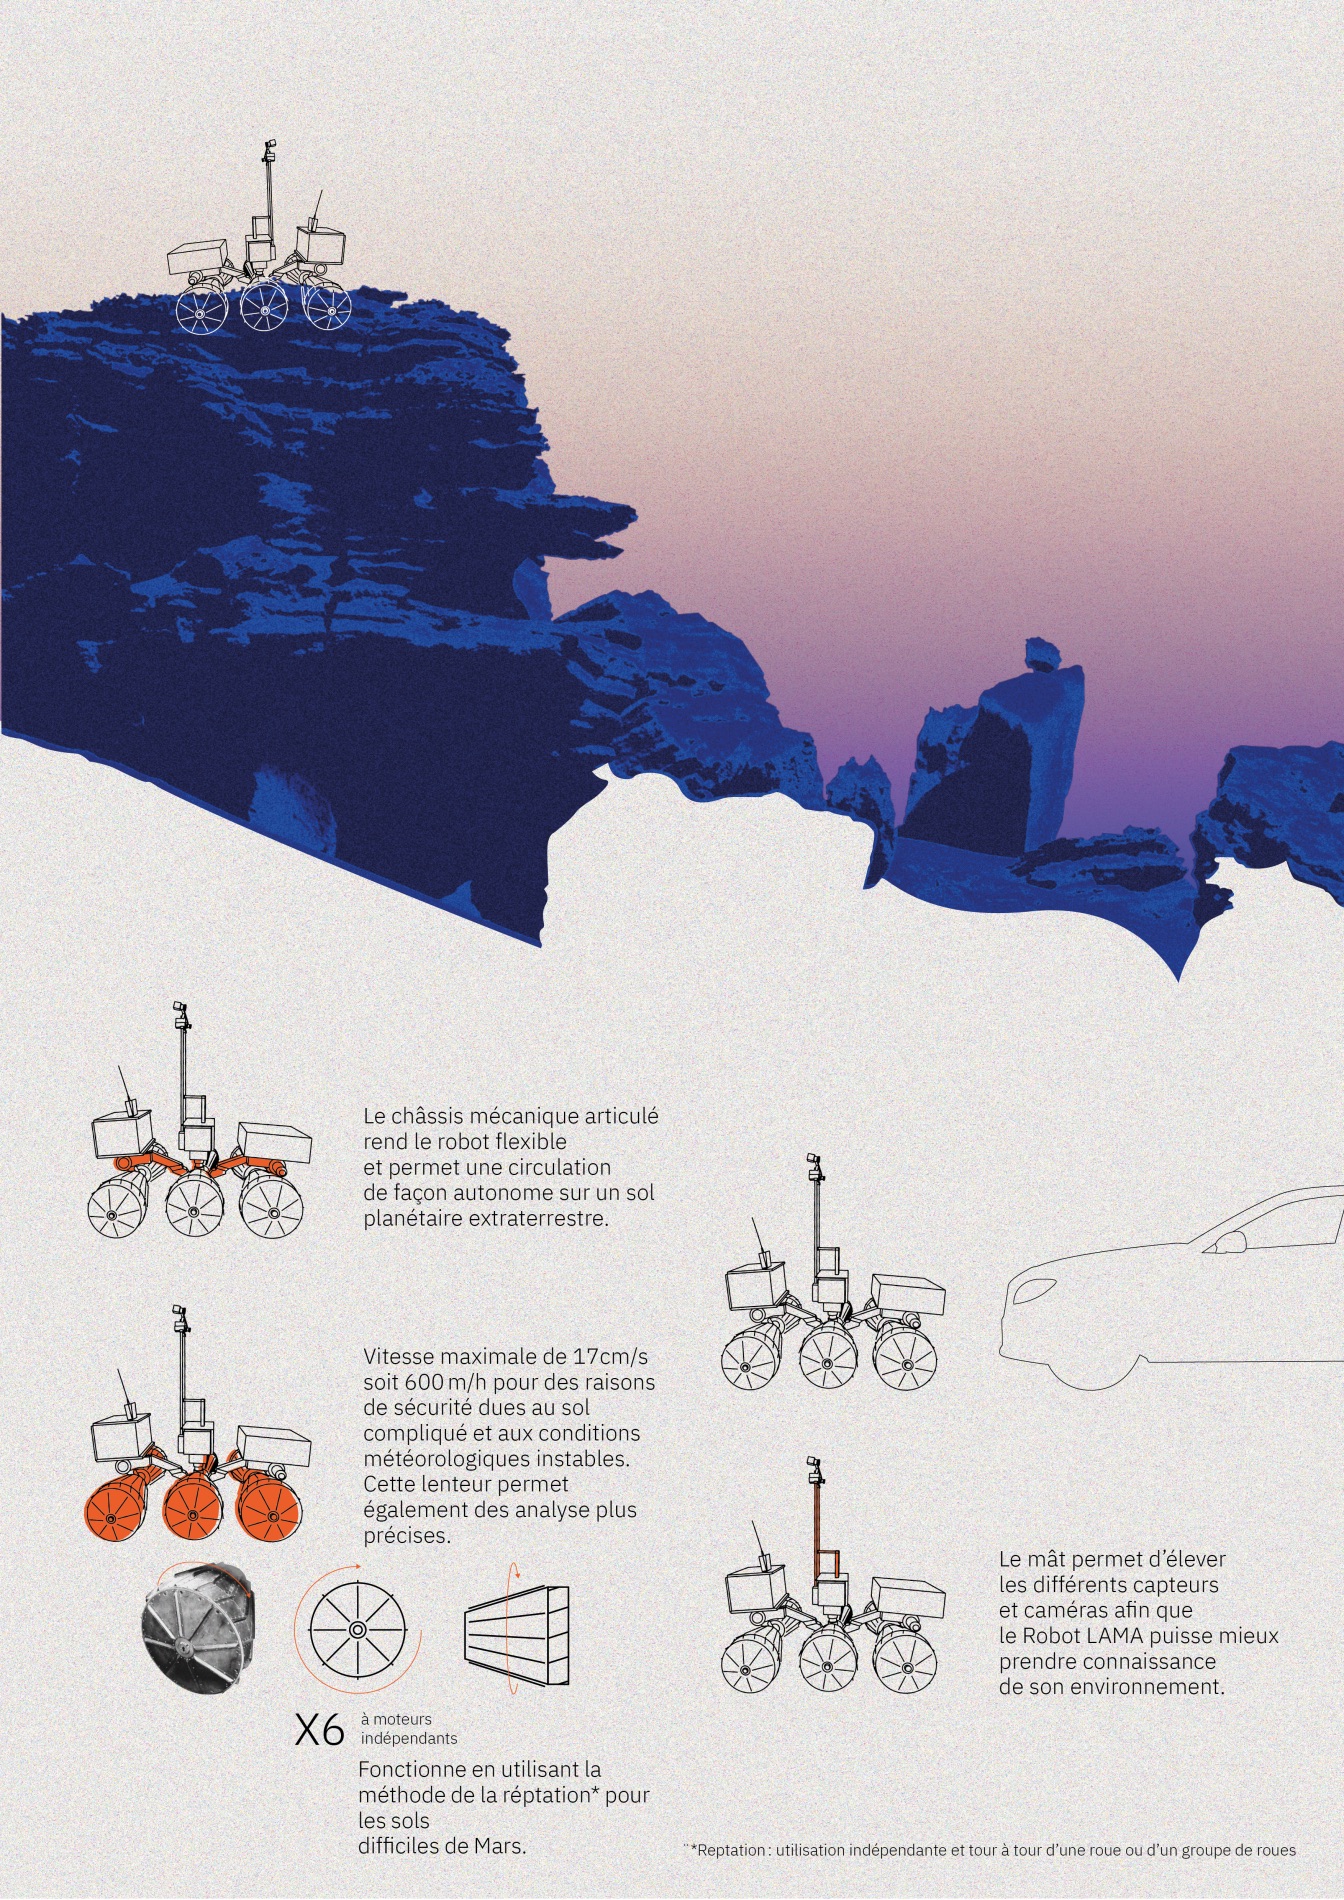 Le châssis mécanique articulé
rend le robot flexible
et permet une circulation
de façon autonome sur un sol
planétaire extraterrestre.
Vitesse maximale de 17cm/s
soit 600 m/h pour des raisons
de sécurité dues au sol
compliqué et aux conditions
météorologiques instables.
Cette lenteur permet
également des analyse plus
précises.
X6
à moteurs
indépendants
Fonctionne en utilisant la
méthode de la réptation* pour
les sols
difficiles de Mars.
Le mât permet d’élever
les différents capteurs
et caméras afin que
le Robot LAMA puisse mieux
prendre connaissance
de son environnement.
¨*Reptation : utilisation indépendante et tour à tour d’une roue ou d’un groupe de roues